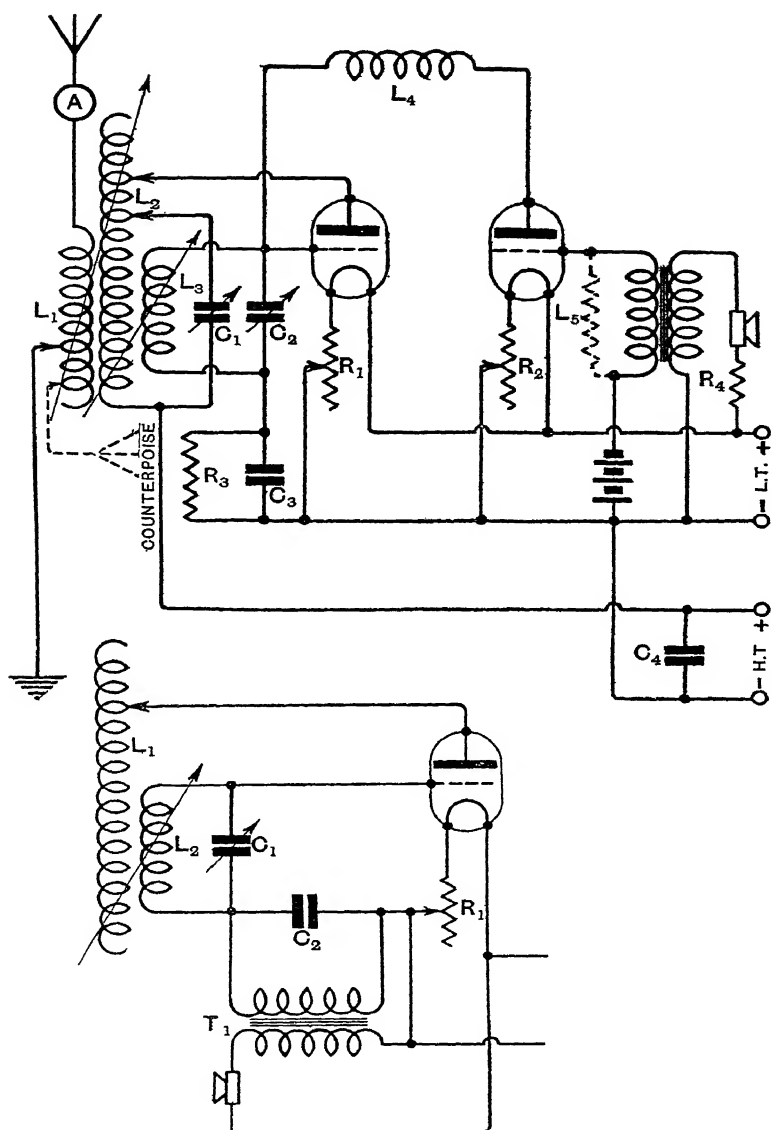 A
L4
L2
L3
L1
C1
C2
R1
L5
R2
R4
COUNTERPOISE
R3
C3
- L.T. +
- H.T +
C4
L1
L2
C1
C2
R1
T1